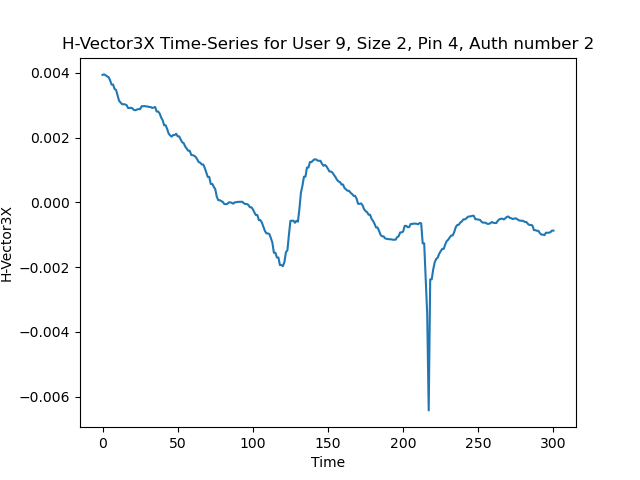 H-Vector3X Time-Series for User 9, Size 2, Pin 4, Auth number 2
H-Vector3X
0.004
0.002
0.000
−0.002
−0.004
−0.006
0 50 100 150 200 250 300
Time